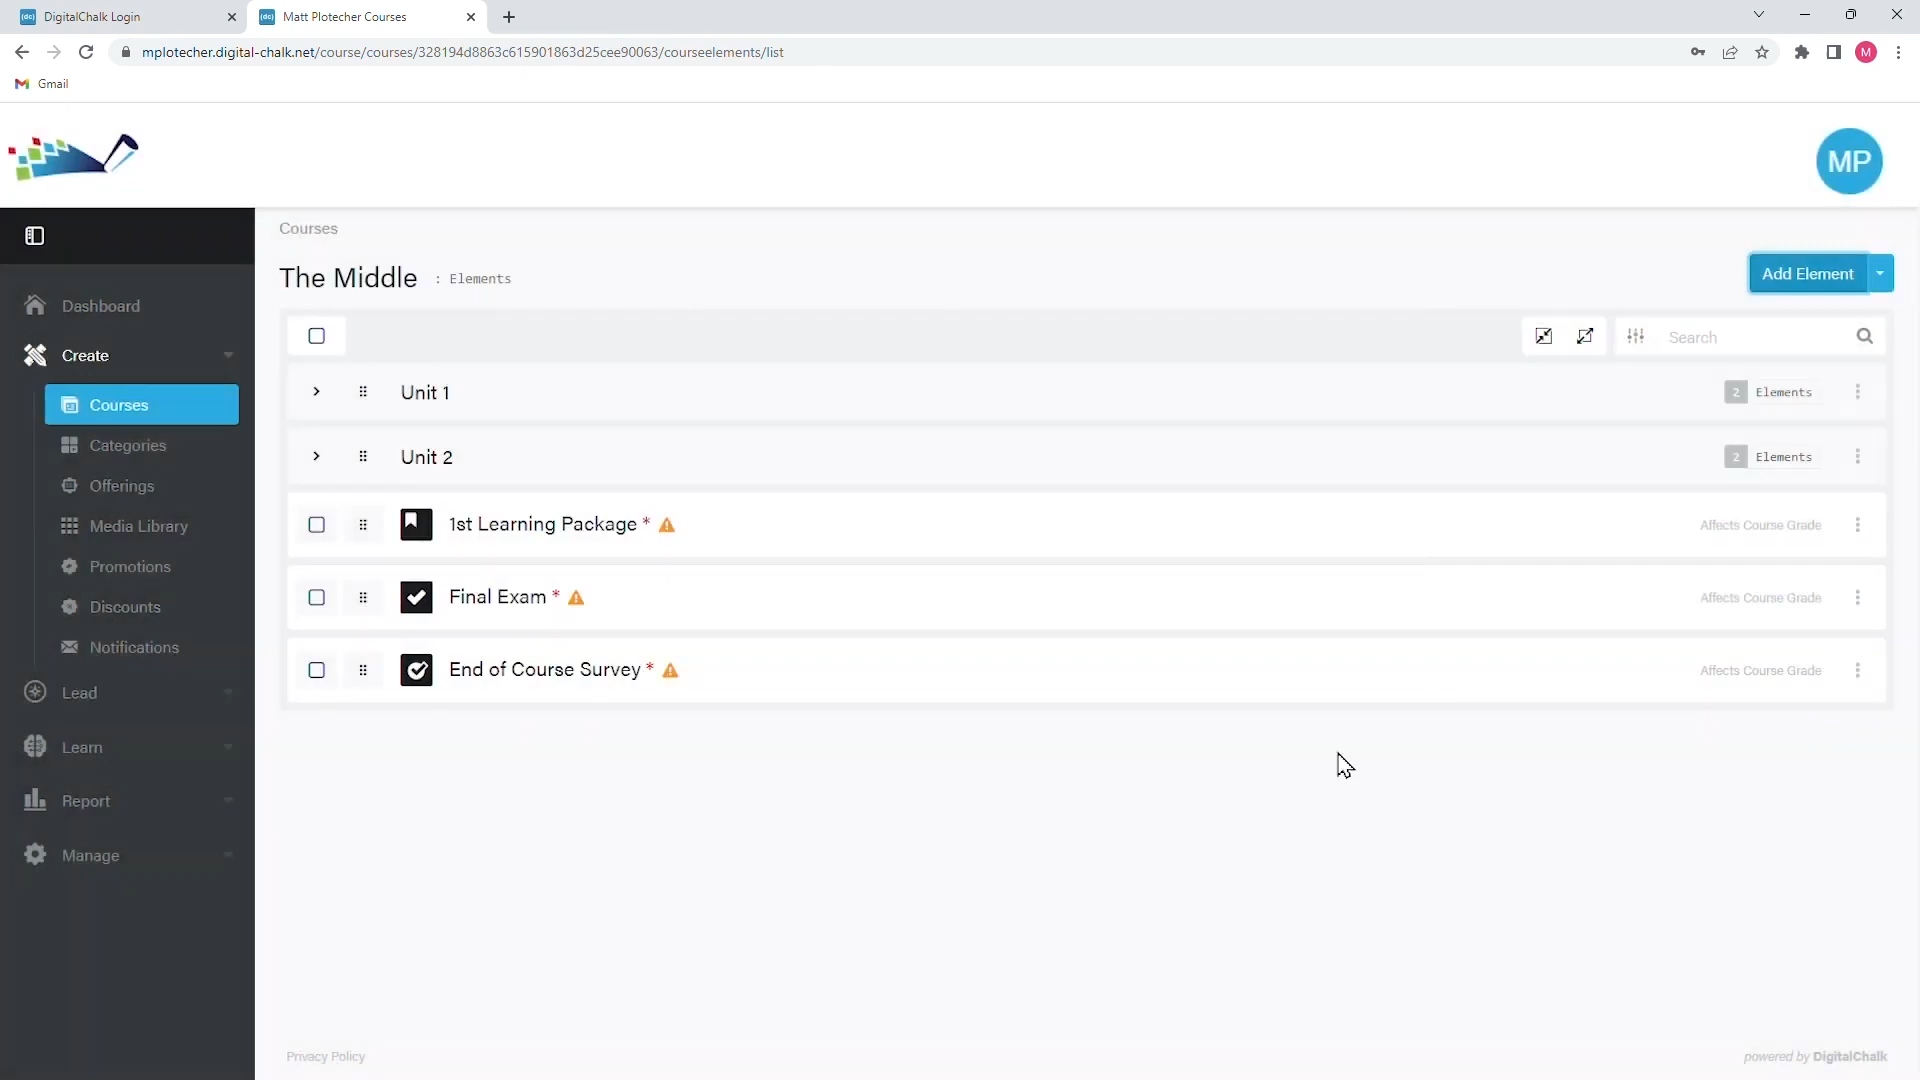 DigitalChalk Login
Matt Plotecher Courses
mplotecher.digital-chalk.net/course/courses/328194d8863c615901863d25cee90063/courseelements/list
M
Gmail
MP
Courses
The Middle : Elements
Add Element
Dashboard
Create
Courses
Categories
Offerings
Media Library
Promotions
Discounts
Notifications
Lead
Learn
Report
Manage
Search
Unit 1
2 Elements
Unit 2
2 Elements
1st Learning Package *
Affects Course Grade
Final Exam *
Affects Course Grade
End of Course Survey *
Affects Course Grade
Privacy Policy
powered by DigitalChalk